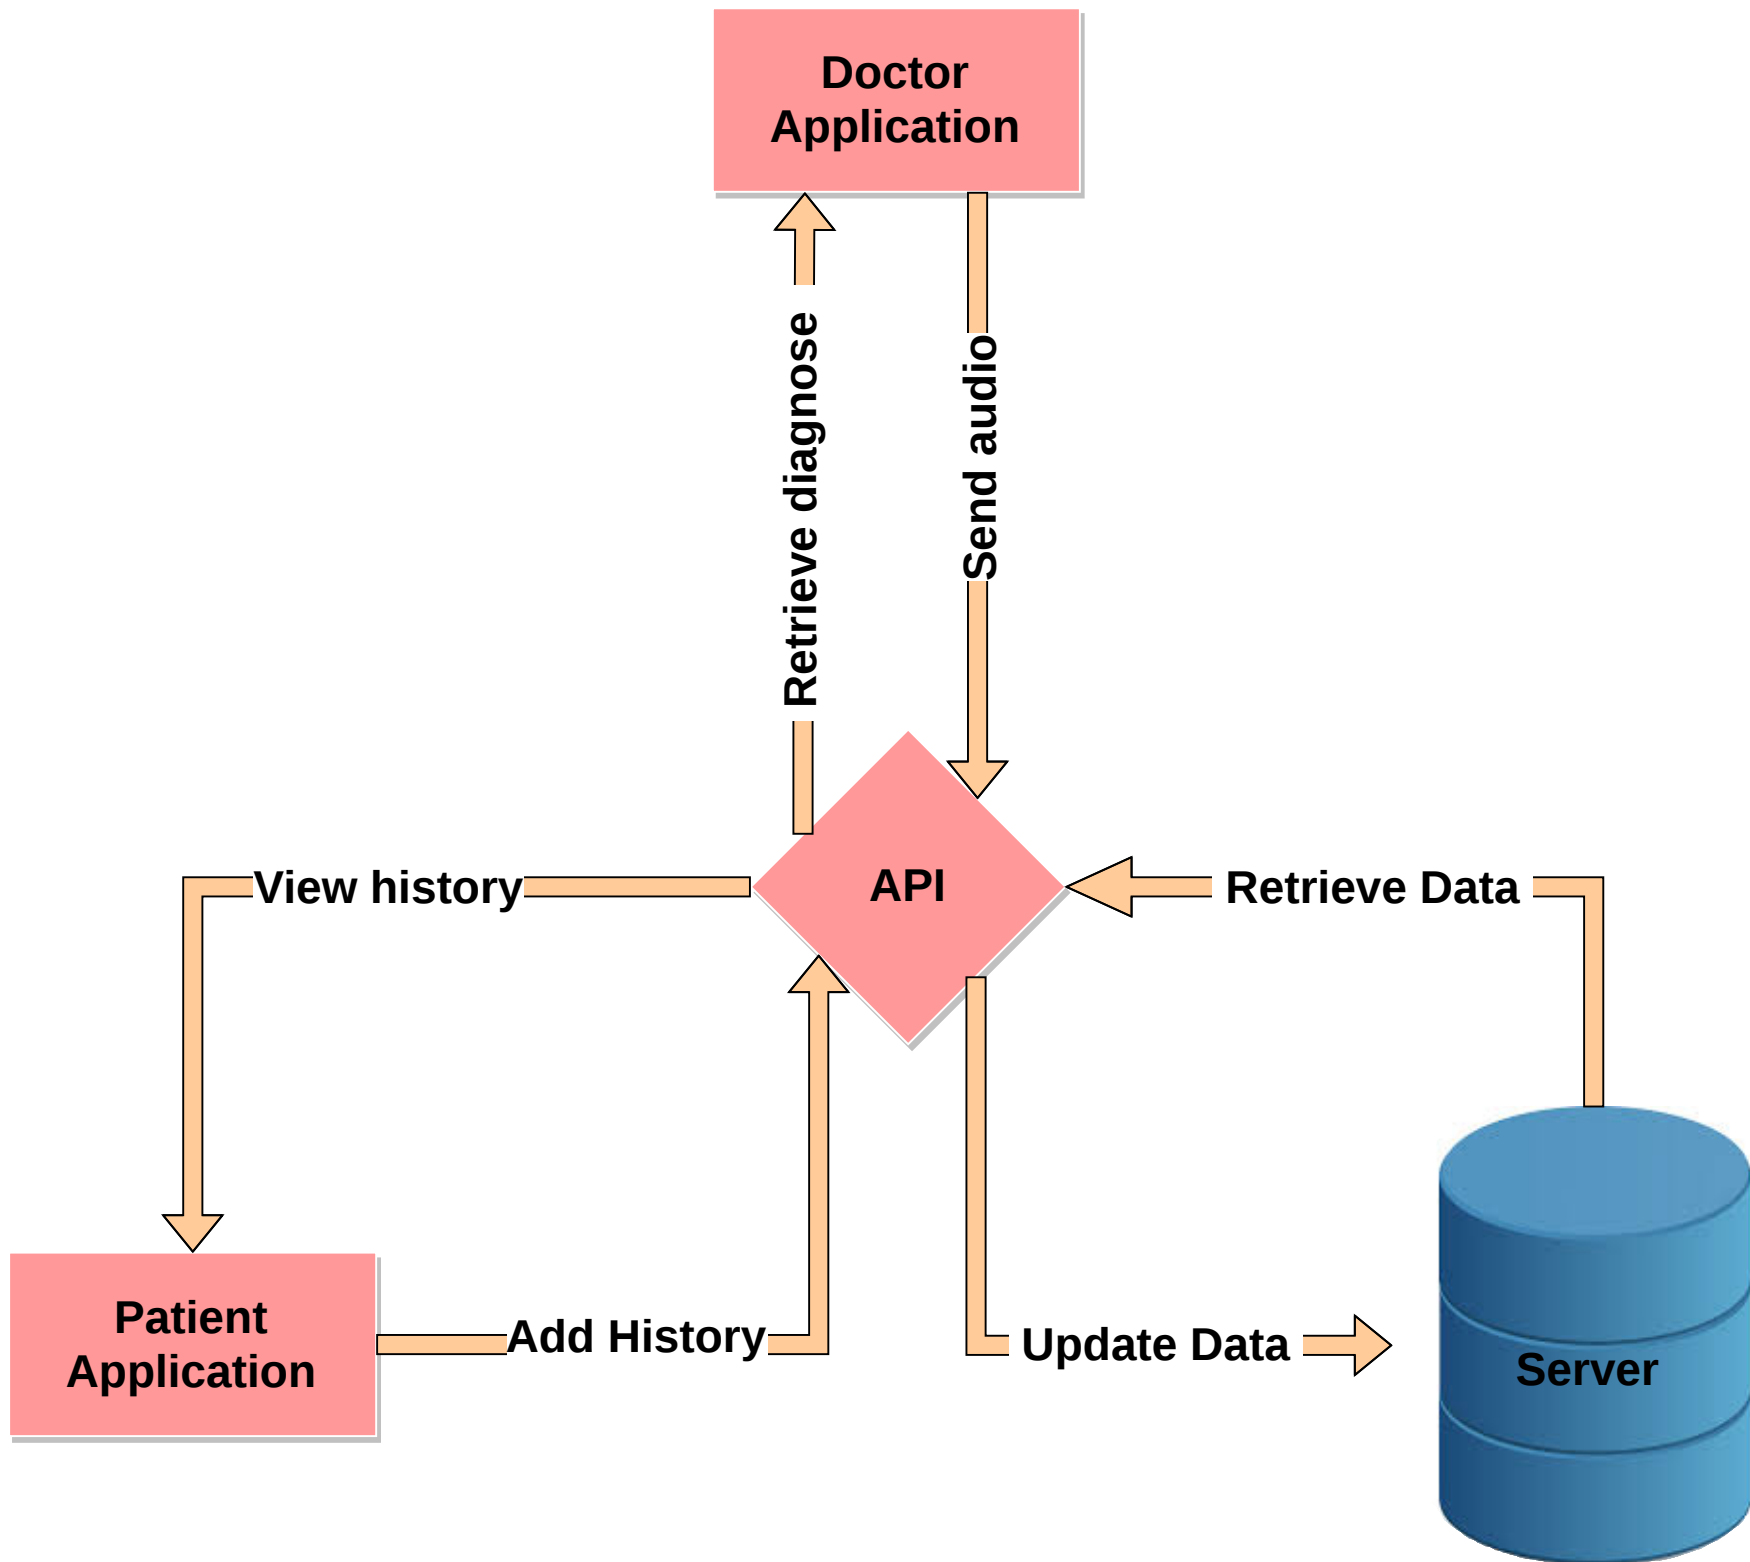 Doctor
Application
Retrieve diagnose
Send audio
View history
API
Retrieve Data
Patient
Application
Add History
Update Data
Server